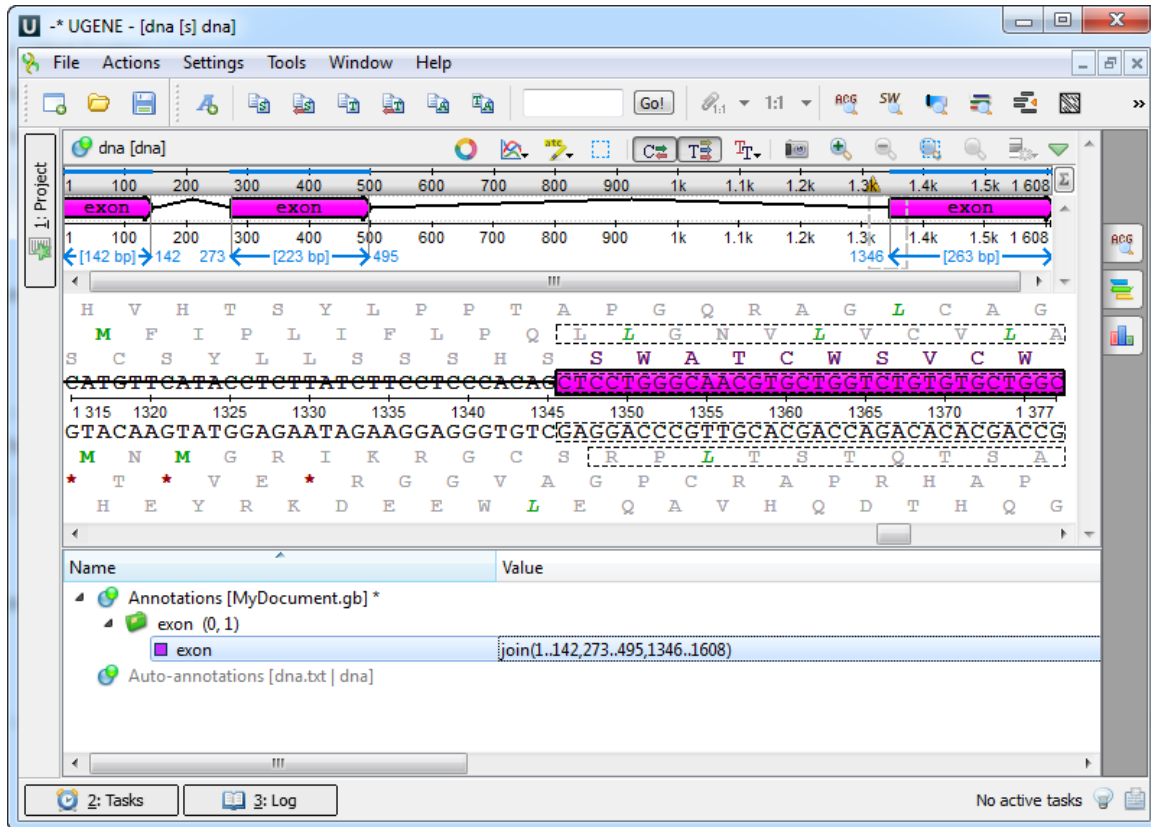 -* UGENE - [dna [s] dna]
File Actions Settings Tools Window Help
Go! 1:1 1:1 ACG SW »
1: Project
dna [dna]
1 100 200 300 400 500 600 700 800 900 1k 1.1k 1.2k 1.3k 1.4k 1.5k 1 608
exon exon exon
1 100 200 300 400 500 600 700 800 900 1k 1.1k 1.2k 1.3k 1.4k 1.5k 1 608
[142 bp] 142 273 [223 bp] 495 1346 [263 bp]
ACG
H V H T S Y L P P T A P G Q R A G L C A G
M F I P L I F L P Q L L G N V L V C V L A
S C S Y L L S S S H S S W A T C W S V C W
CATGTTCATACCTCTTATCTTCCTCCCACAGCTCCTGGGCAACGTGCTGGTCTGTGTGCTGGC
1 315 1320 1325 1330 1335 1340 1345 1350 1355 1360 1365 1370 1 377
GTACAAGTATGGAGAATAGAAGGAGGGTGTCGAGGACCCGTTGCACGACCAGACACACGACCG
M N M G R I K R G C S R P L T S T Q T S A
* T * V E * R G G V A G P C R A P R H A P
H E Y R K D E E W L E Q A V H Q D T H Q G
Name Value
Annotations [MyDocument.gb] *
exon (0, 1)
exon join(1..142,273..495,1346..1608)
Auto-annotations [dna.txt | dna]
2: Tasks 3: Log No active tasks